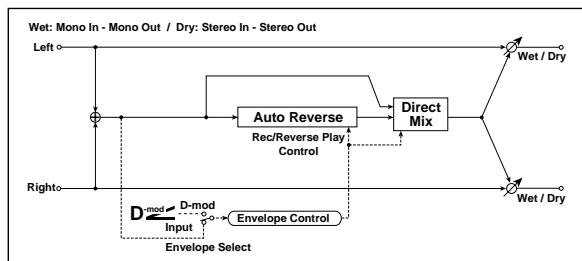 Wet: Mono In - Mono Out / Dry: Stereo In - Stereo Out
Left
Wet / Dry
Auto Reverse
Direct
Mix
Rec/Reverse Play
Control
Right
Wet / Dry
D-mod
D-mod
Input
Envelope Control
Envelope Select